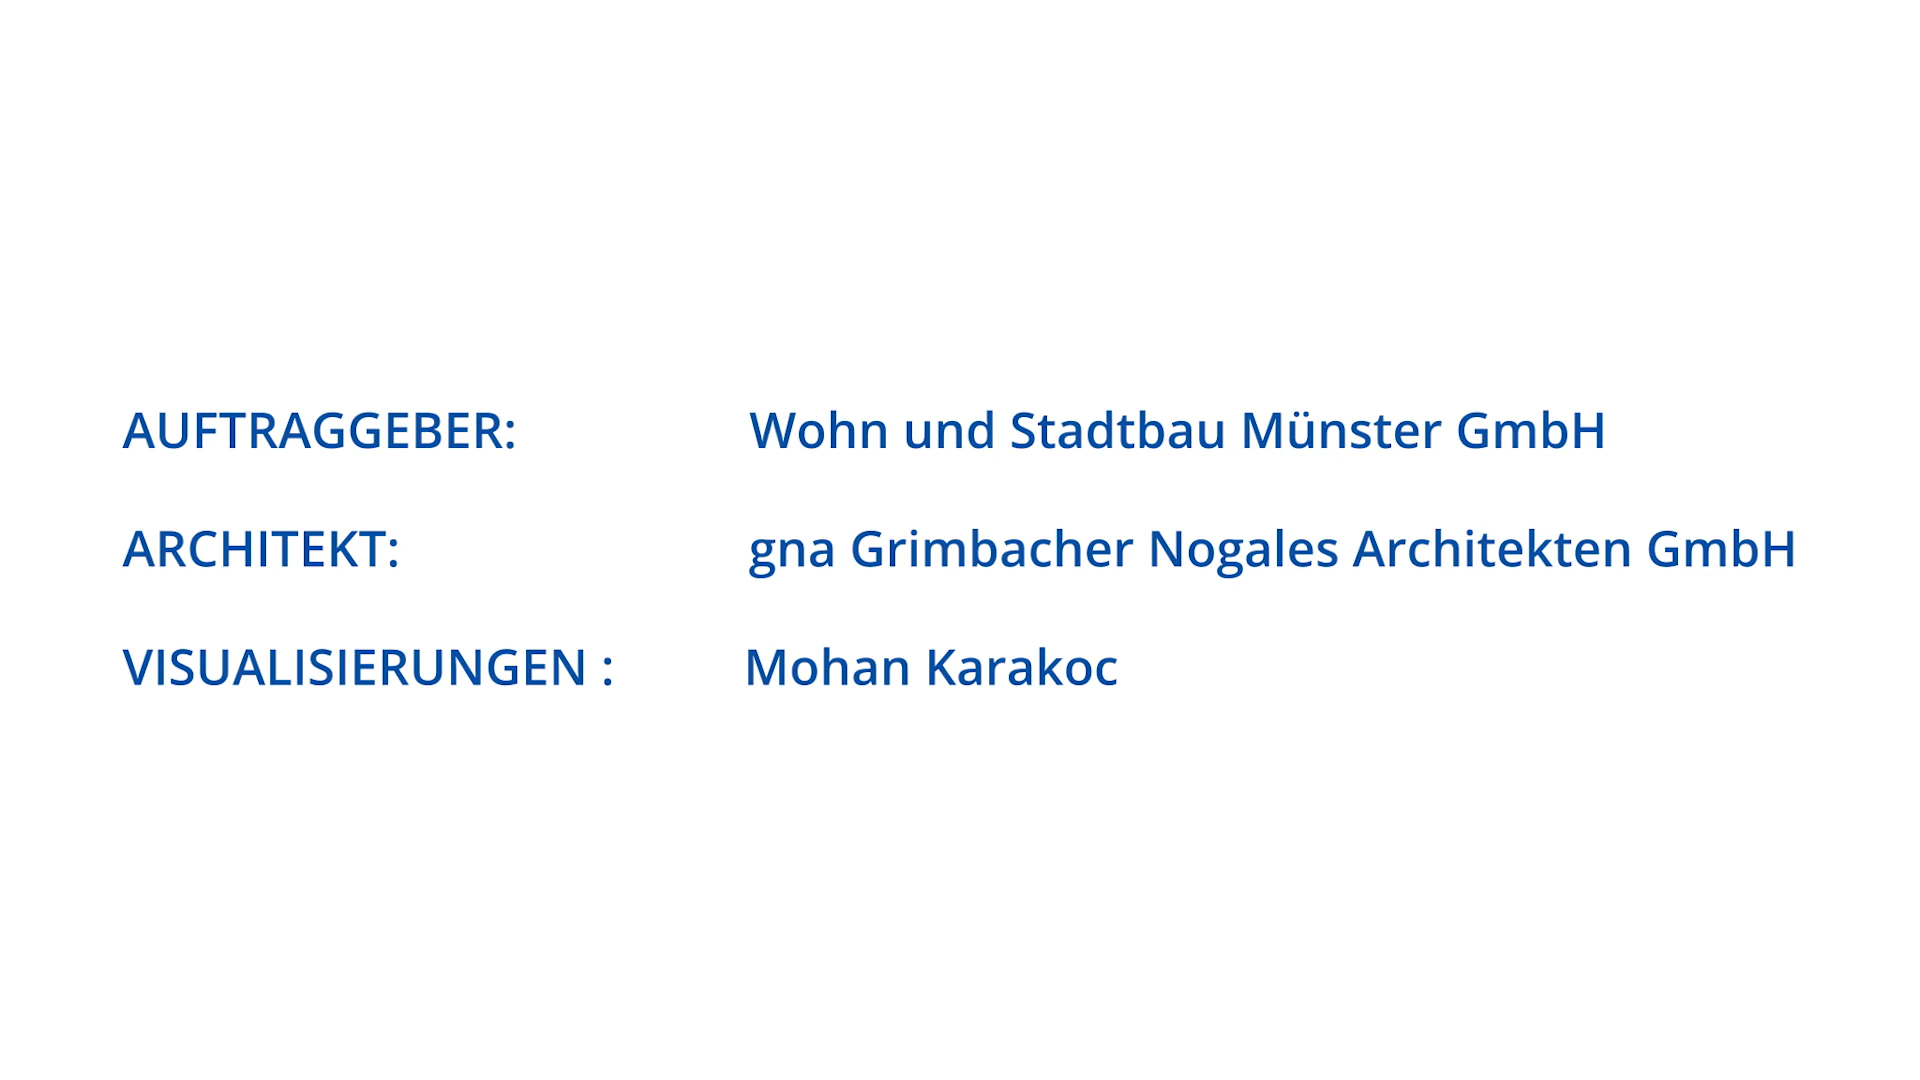 AUFTRAGGEBER: Wohn und Stadtbau Münster GmbH
ARCHITEKT: gna Grimbacher Nogales Architekten GmbH
VISUALISIERUNGEN : Mohan Karakoc